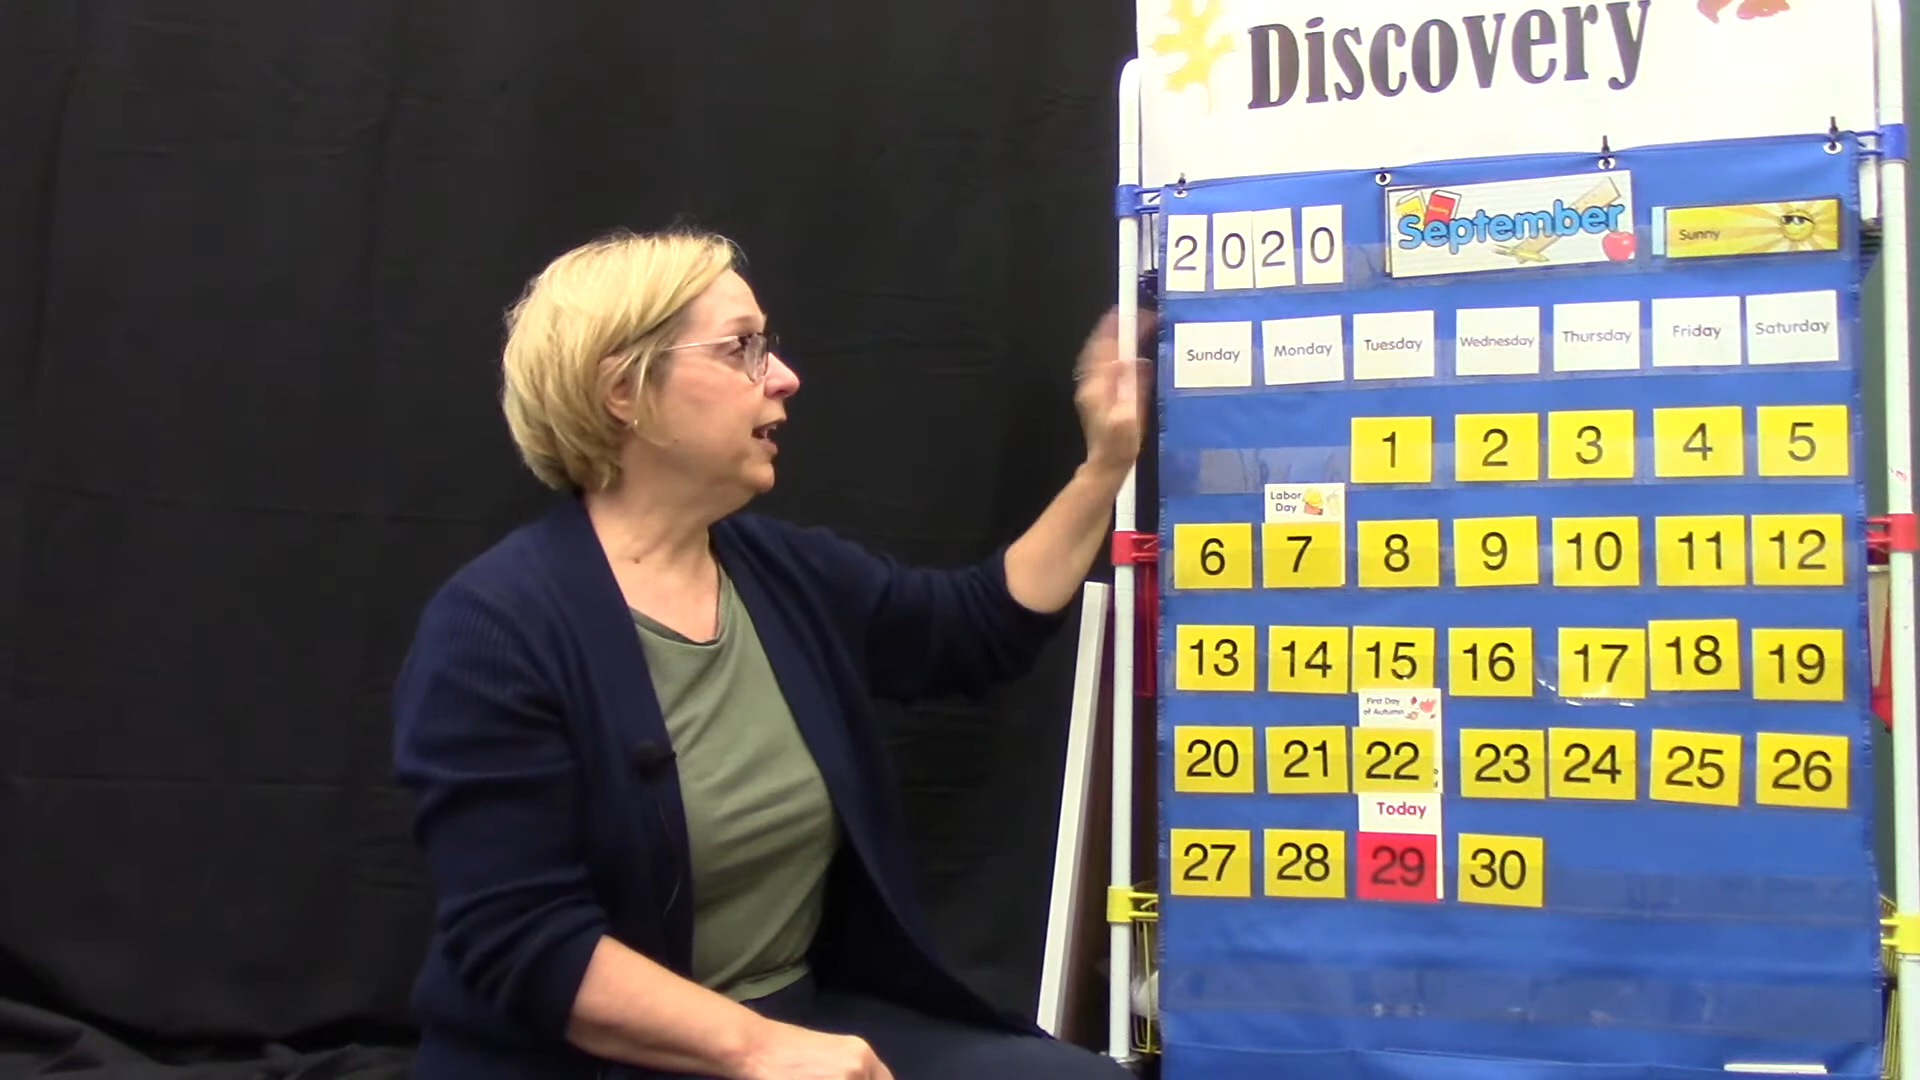 Discovery
2020 September Sunny
Sunday Monday Tuesday Wednesday Thursday Friday Saturday
1 2 3 4 5
Labor
Day
6 7 8 9 10 11 12
13 14 15 16 17 18 19
First Day
of Autumn
20 21 22 23 24 25 26
Today
27 28 29 30